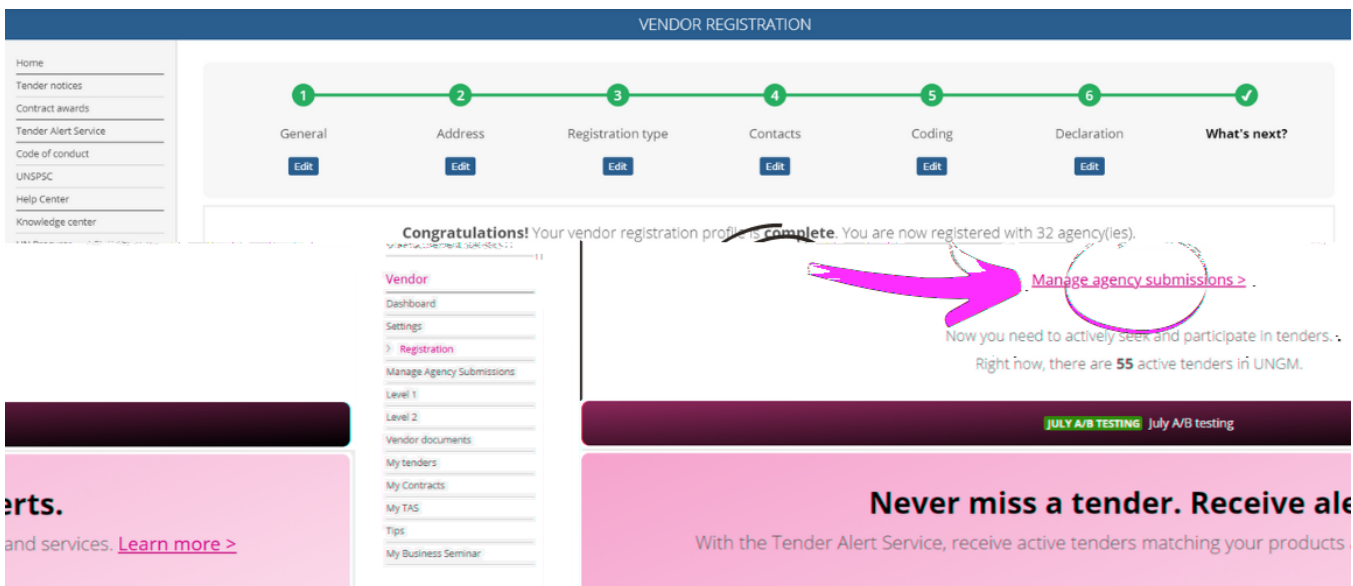 VENDOR REGISTRATION
Home
Tender notices
Contract awards
Tender Alert Service
Code of conduct
UNSPSC
Help Center
Knowledge center
1 2 3 4 5 6
General Address Registration type Contacts Coding Declaration What's next?
Edit Edit Edit Edit Edit Edit
Congratulations! Your vendor registration profile is complete. You are now registered with 32 agency(ies).
Vendor
Dashboard
Settings
> Registration
Manage Agency Submissions
Level 1
Level 2
Vendor documents
My tenders
My Contracts
My TAS
Tips
My Business Seminar
Manage agency submissions >
Now you need to actively seek and participate in tenders.
Right now, there are 55 active tenders in UNGM.
JULY A/B TESTING July A/B testing
erts.
and services. Learn more >
Never miss a tender. Receive ale
With the Tender Alert Service, receive active tenders matching your products